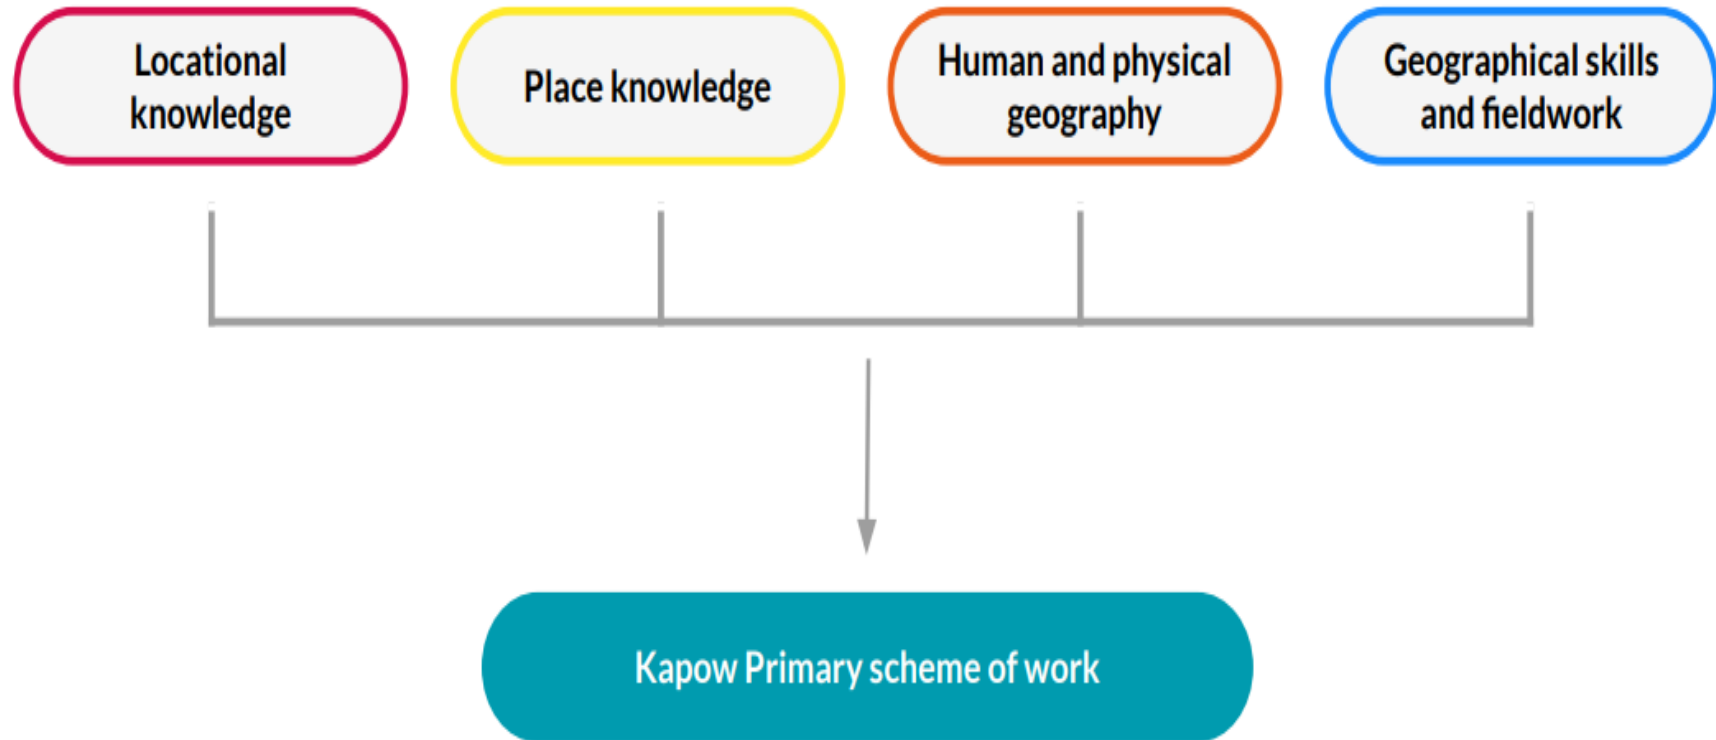 Locational
knowledge
Place knowledge
Human and physical
geography
Geographical skills
and fieldwork
Kapow Primary scheme of work